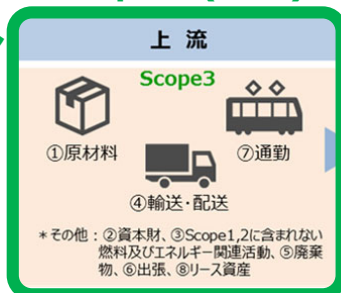 上流
Scope3
①原材料
⑦通勤
④輸送・配送
＊その他：②資本財、③Scope1,2に含まれない
燃料及びエネルギー関連活動、⑤廃棄
物、⑥出張、⑧リース資産